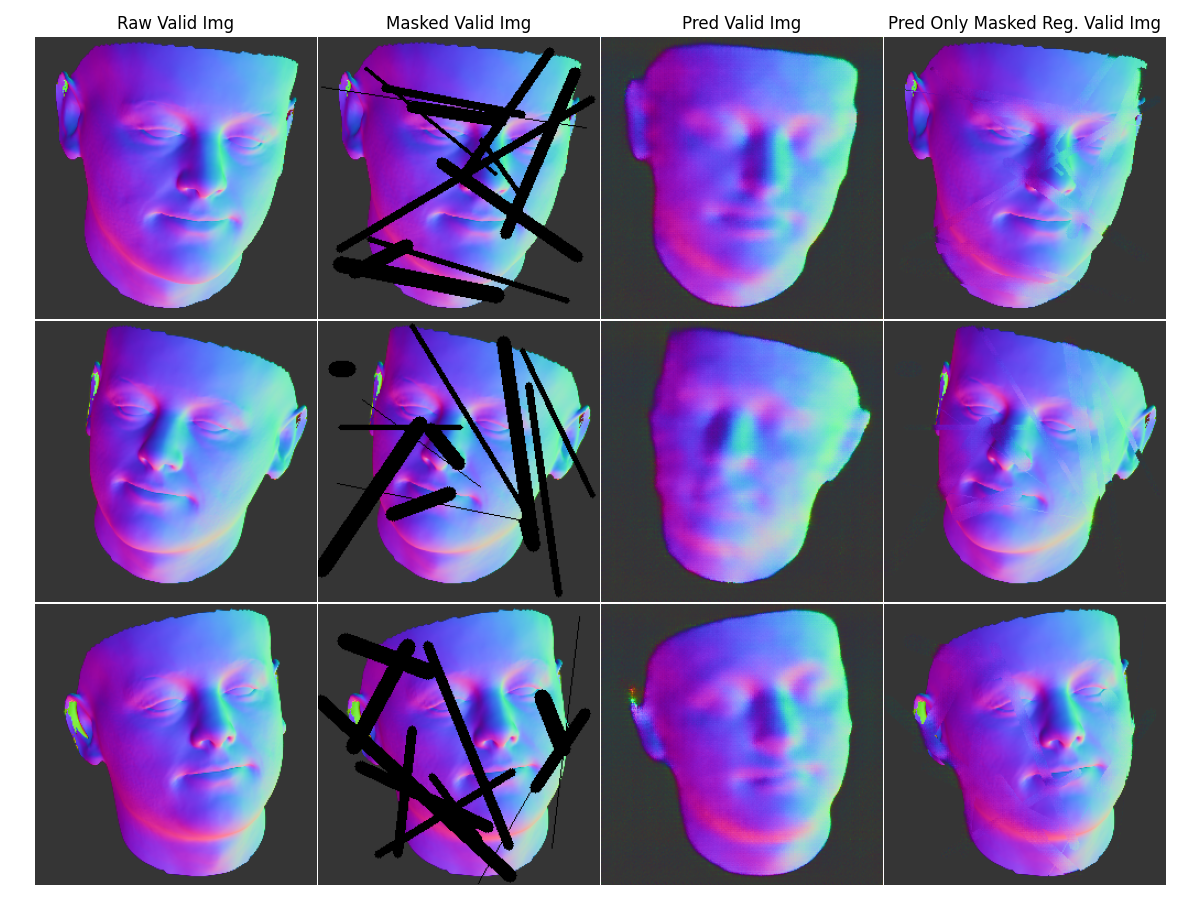 Raw Valid Img
Masked Valid Img
Pred Valid Img
Pred Only Masked Reg. Valid Img